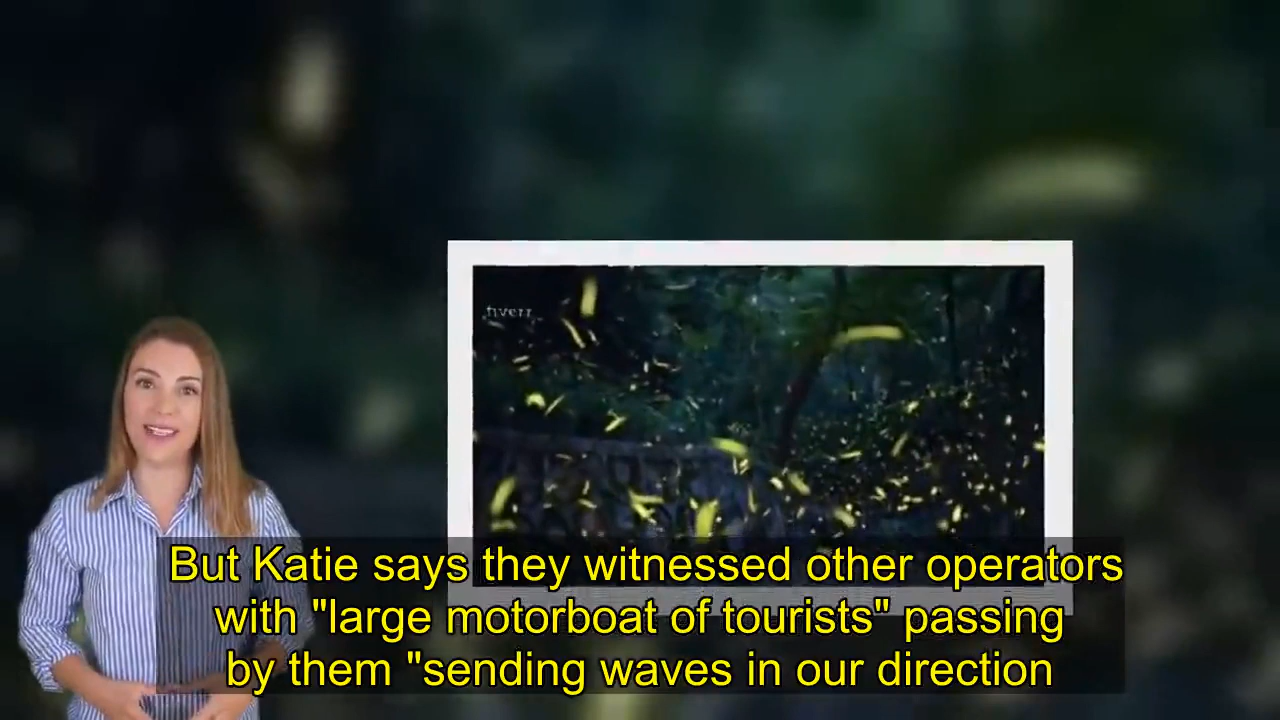 fiverr.
But Katie says they witnessed other operators
with "large motorboat of tourists" passing
by them "sending waves in our direction